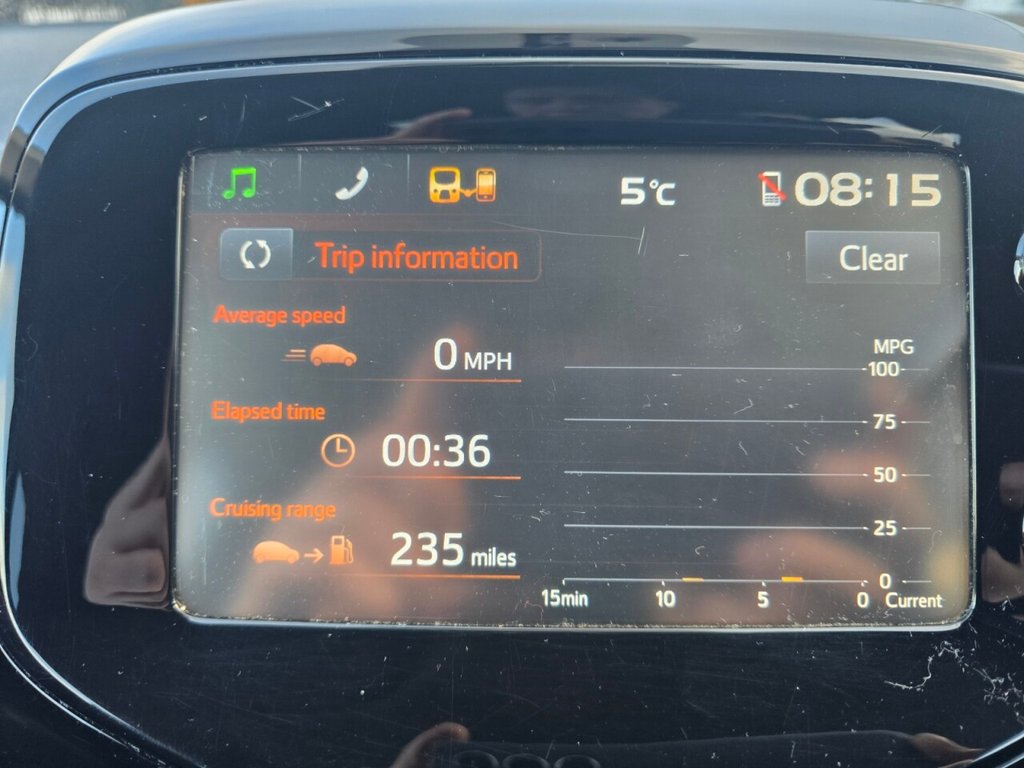 5°C
08:15
Trip information
Clear
Average speed
0 MPH
Elapsed time
00:36
Cruising range
235 miles
MPG
100
75
50
25
0
15min 10 5 0 Current